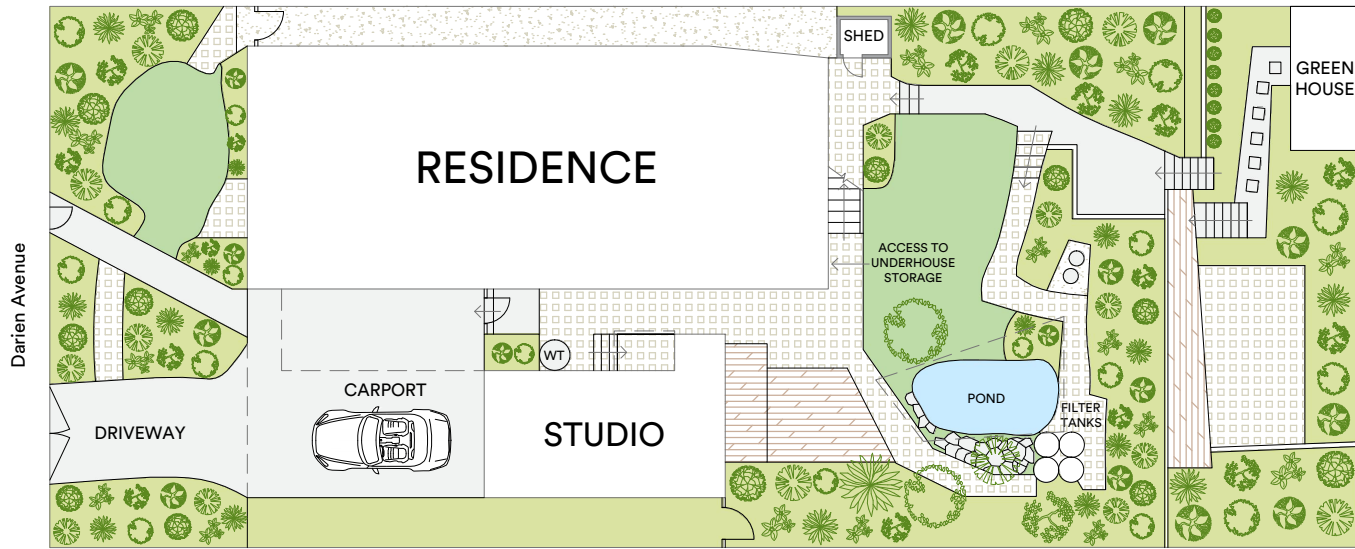 SHED
GREEN
HOUSE
RESIDENCE
ACCESS TO
UNDERHOUSE
STORAGE
Darien Avenue
WT
CARPORT
POND
FILTER
TANKS
DRIVEWAY
STUDIO